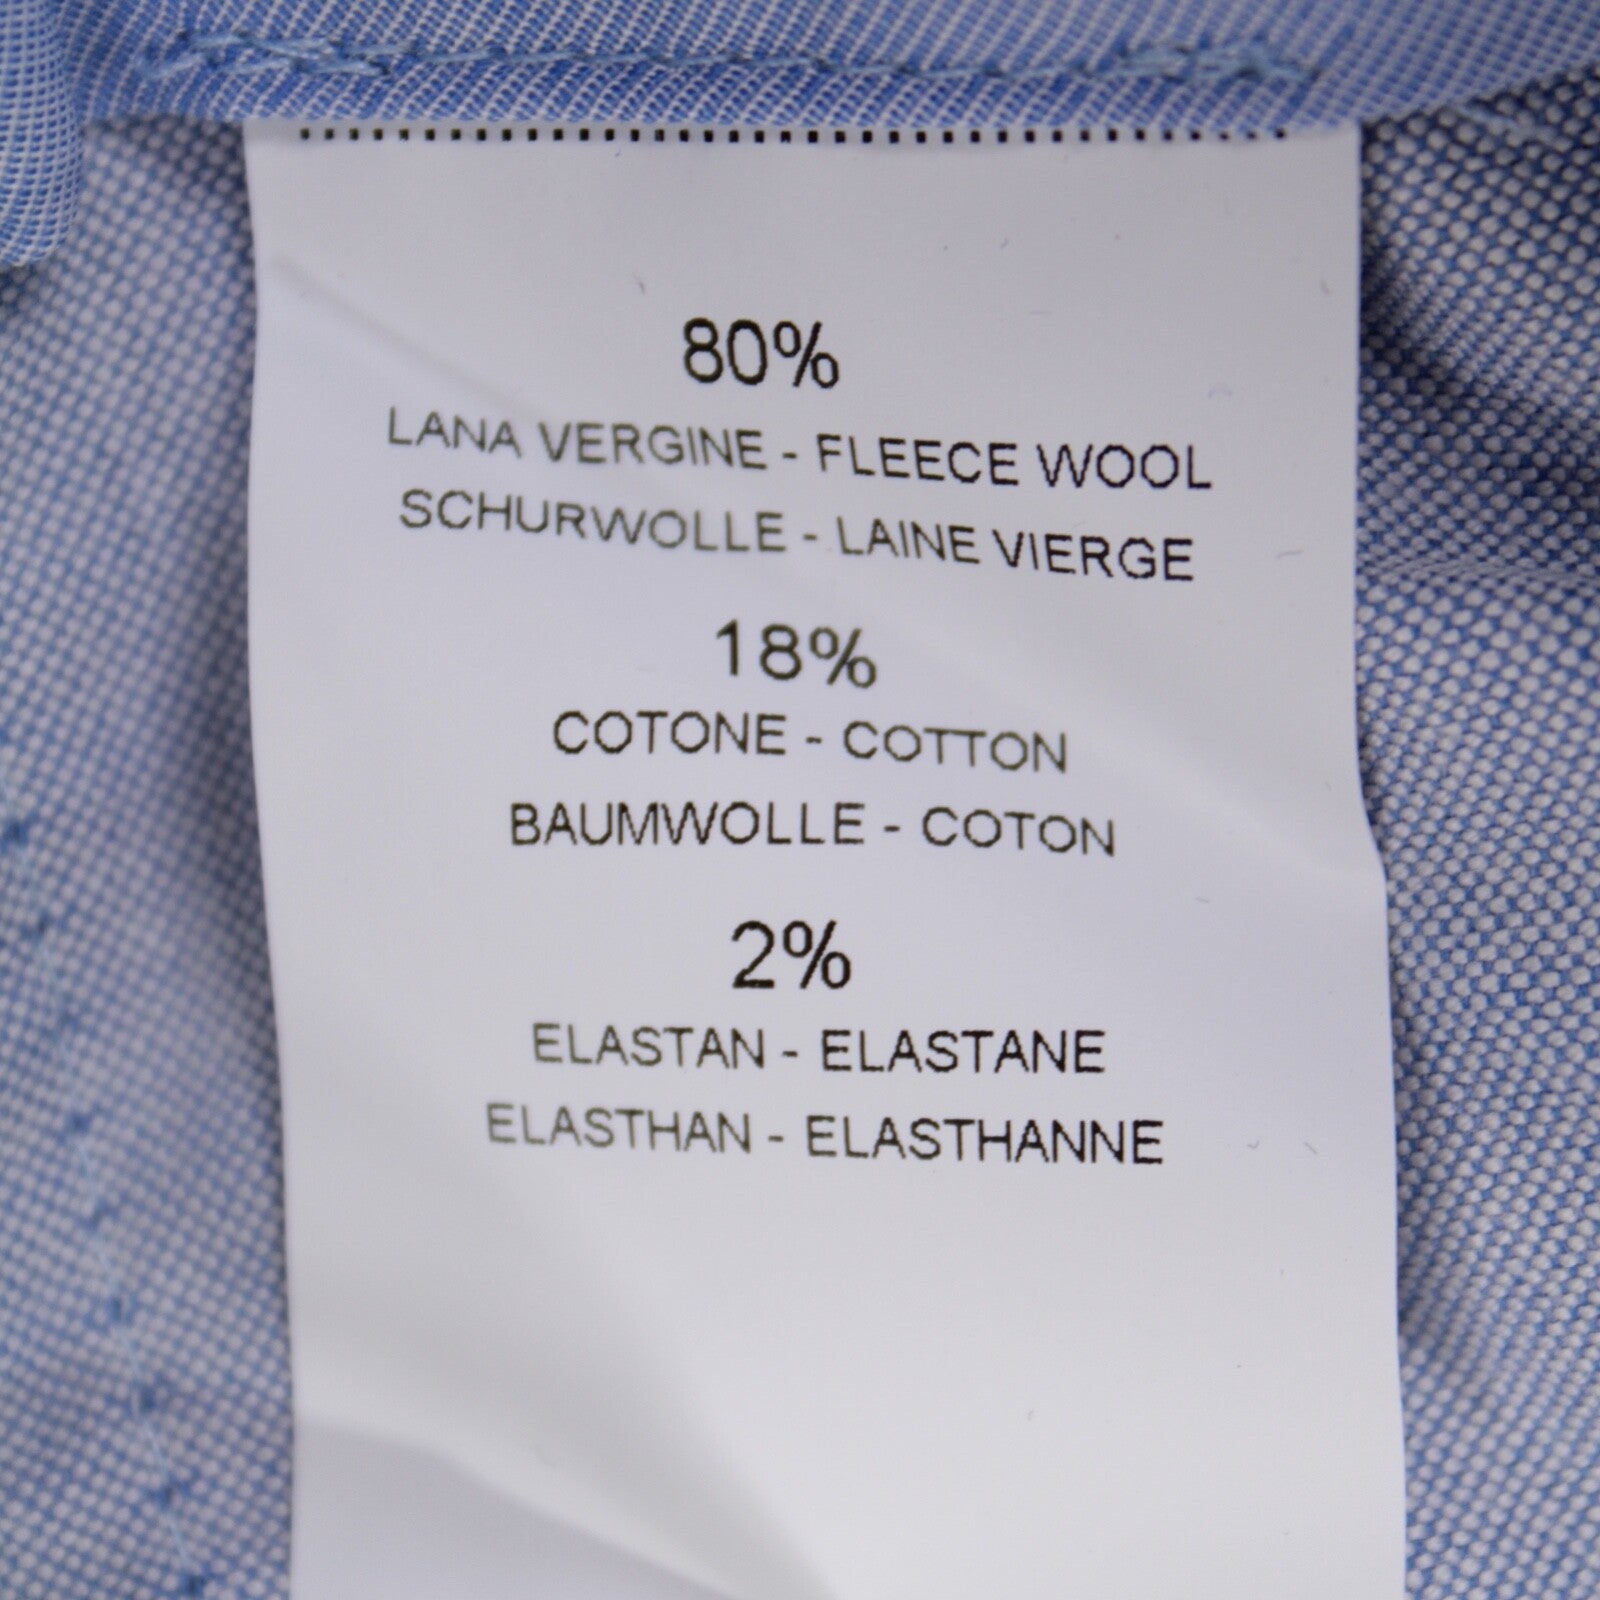 80%
LANA VERGINE - FLEECE WOOL
SCHURWOLLE - LAINE VIERGE
18%
COTONE - COTTON
BAUMWOLLE - COTON
2%
ELASTAN - ELASTANE
ELASTHAN - ELASTHANNE